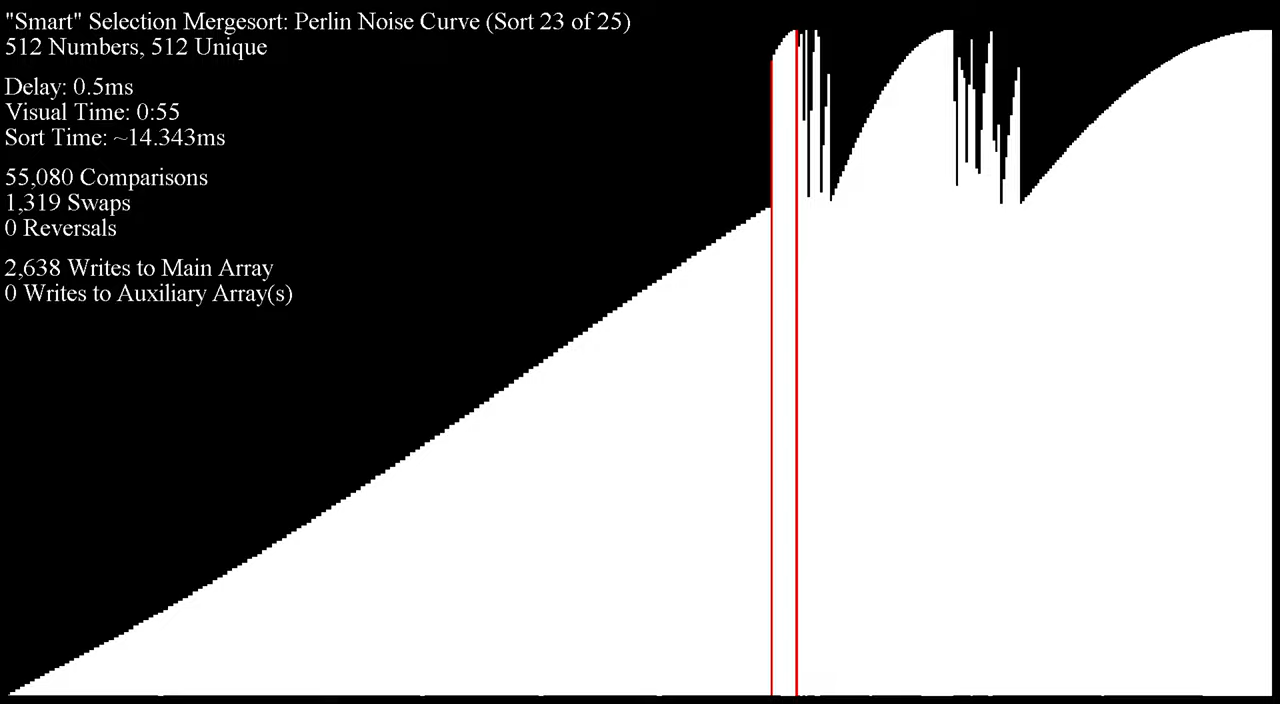 "Smart" Selection Mergesort: Perlin Noise Curve (Sort 23 of 25)
512 Numbers, 512 Unique
Delay: 0.5ms
Visual Time: 0:55
Sort Time: ~14.343ms
55,080 Comparisons
1,319 Swaps
0 Reversals
2,638 Writes to Main Array
0 Writes to Auxiliary Array(s)